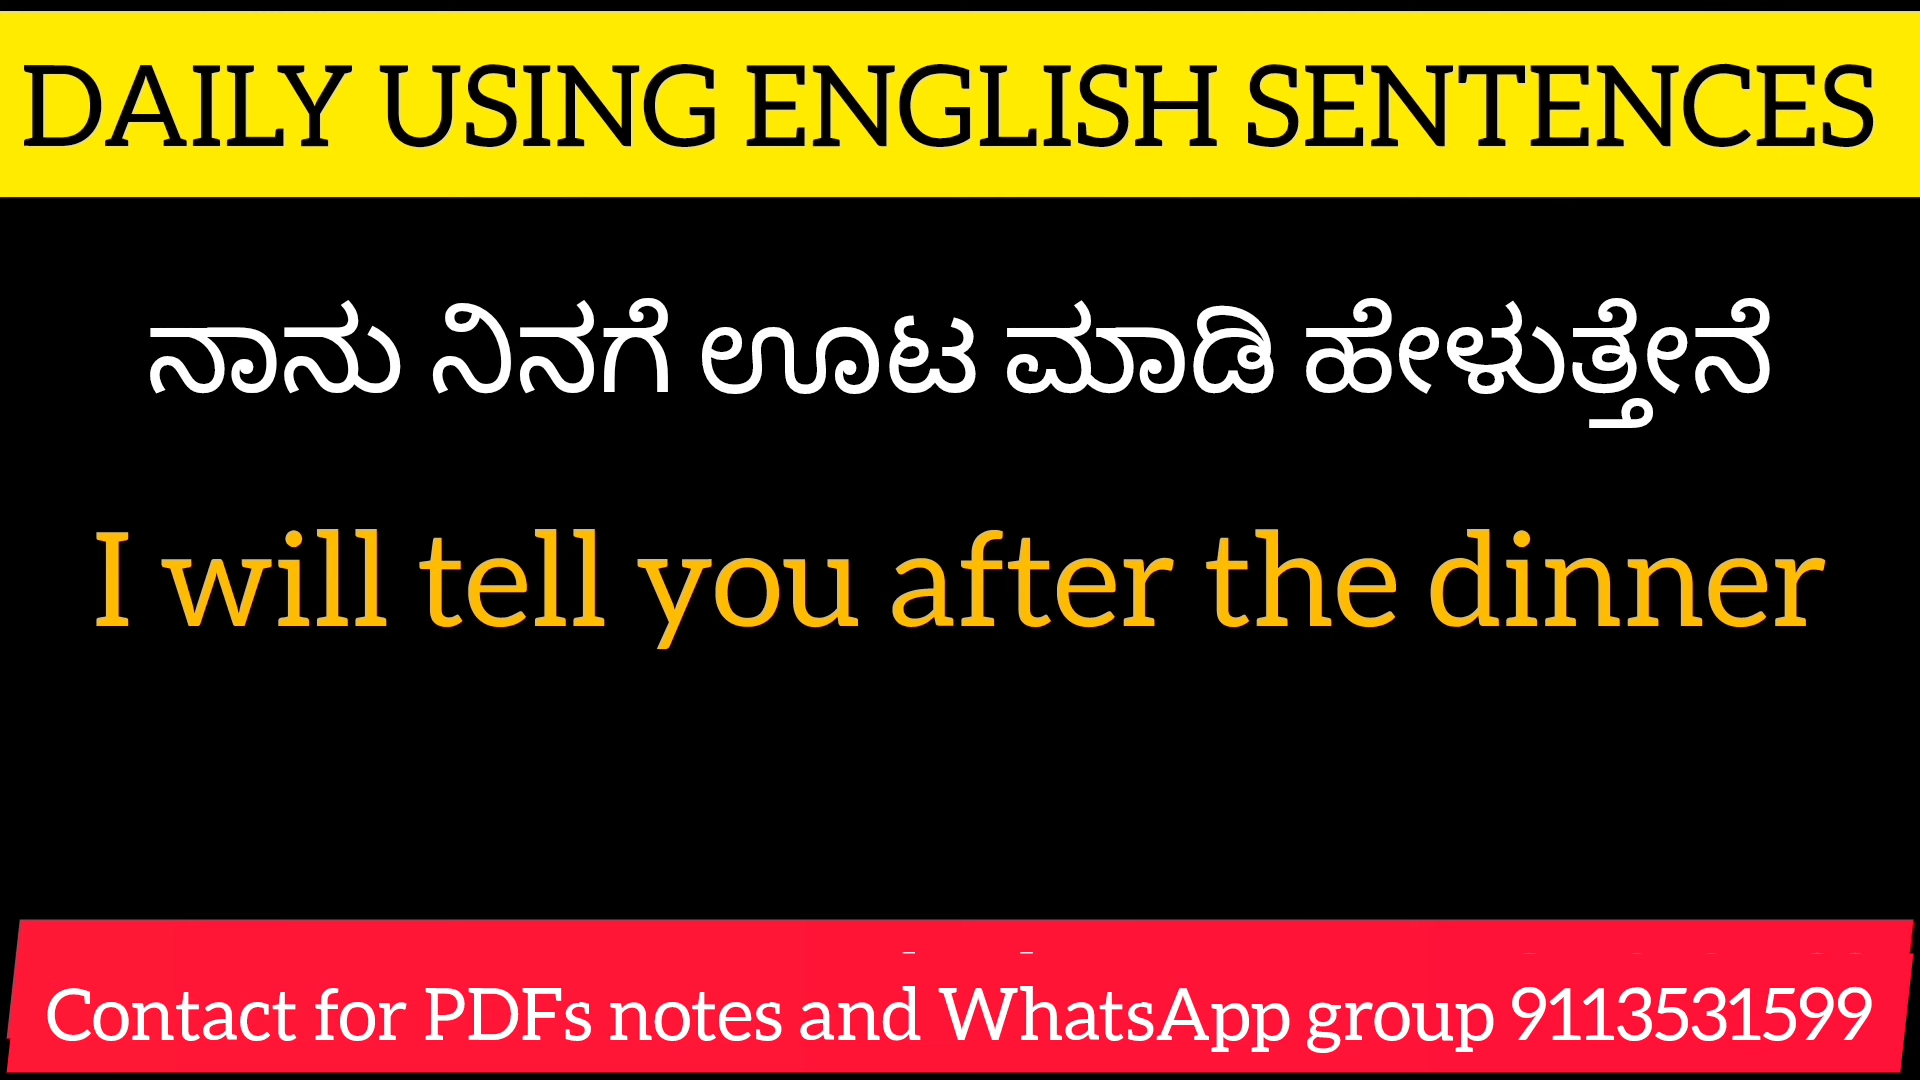 DAILY USING ENGLISH SENTENCES
ನಾನು ನಿನಗೆ ಊಟ ಮಾಡಿ ಹೇಳುತ್ತೇನೆ
I will tell you after the dinner
Contact for PDFs notes and WhatsApp group 9113531599